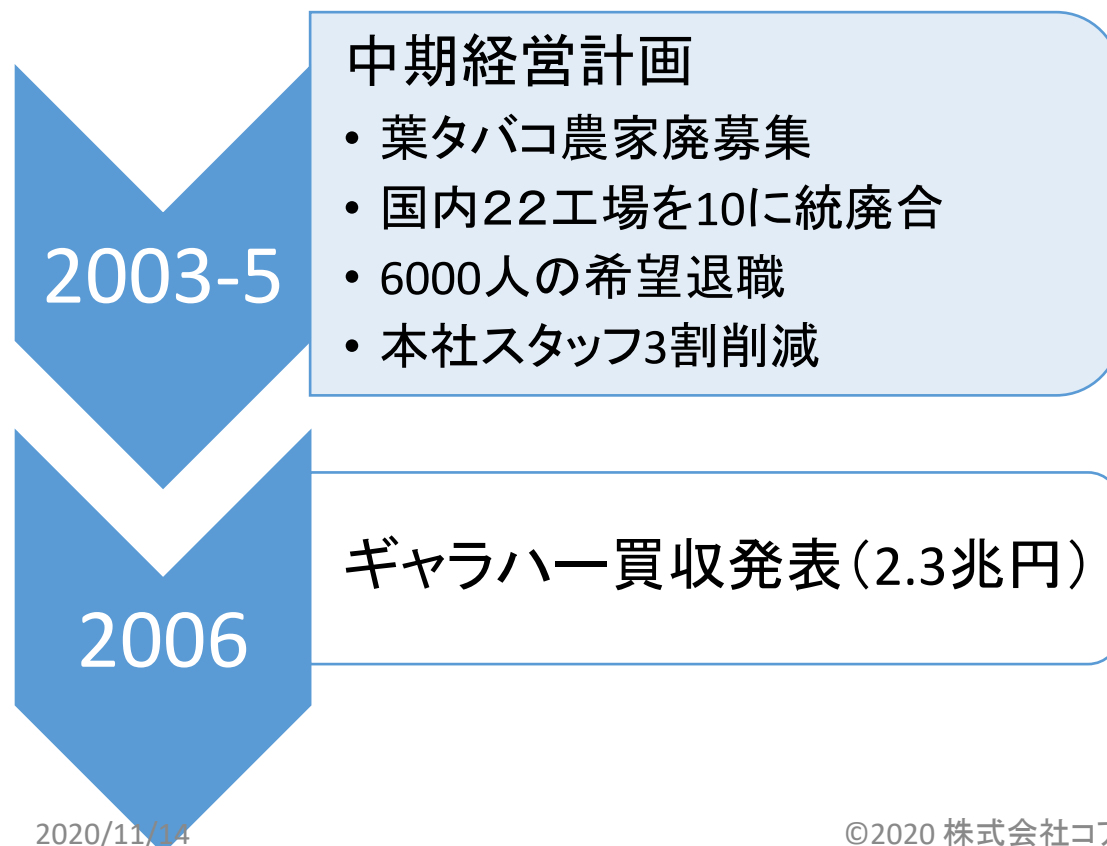 中期経営計画
• 葉タバコ農家廃募集
• 国内２２工場を10に統廃合
• 6000人の希望退職
• 本社スタッフ3割削減
2003-5
ギャラハー買収発表（2.3兆円）
2006
2020/11/14
©2020 株式会社コア